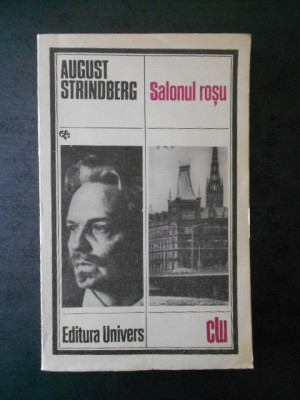 AUGUST
STRINDBERG
Salonul roșu
Editura Univers
clu